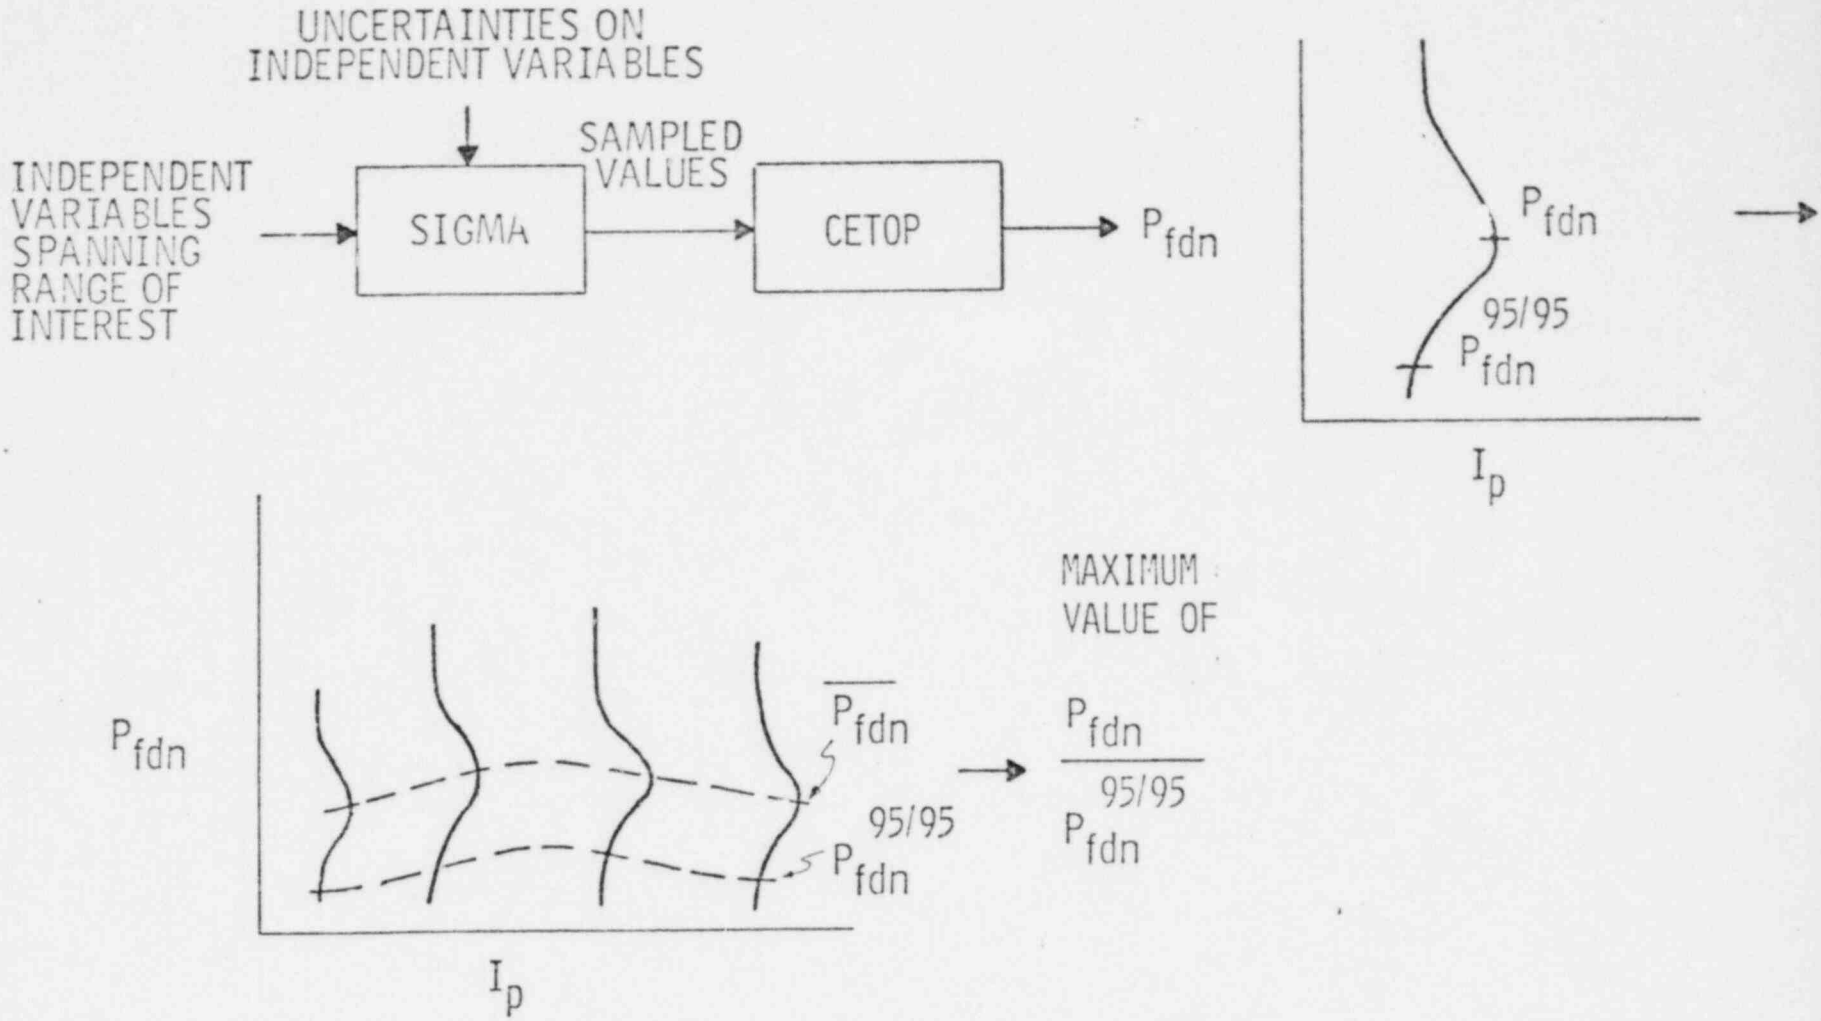 UNCERTAINTIES ON
INDEPENDENT VARIABLES
INDEPENDENT
VARIABLES
SPANNING
RANGE OF
INTEREST
SIGMA
SAMPLED
VALUES
CETOP
Pfdn
Pfdn
95/95
Pfdn
Ip
Pfdn
Pfdn
95/95
Pfdn
Ip
MAXIMUM
VALUE OF
Pfdn
95/95
Pfdn